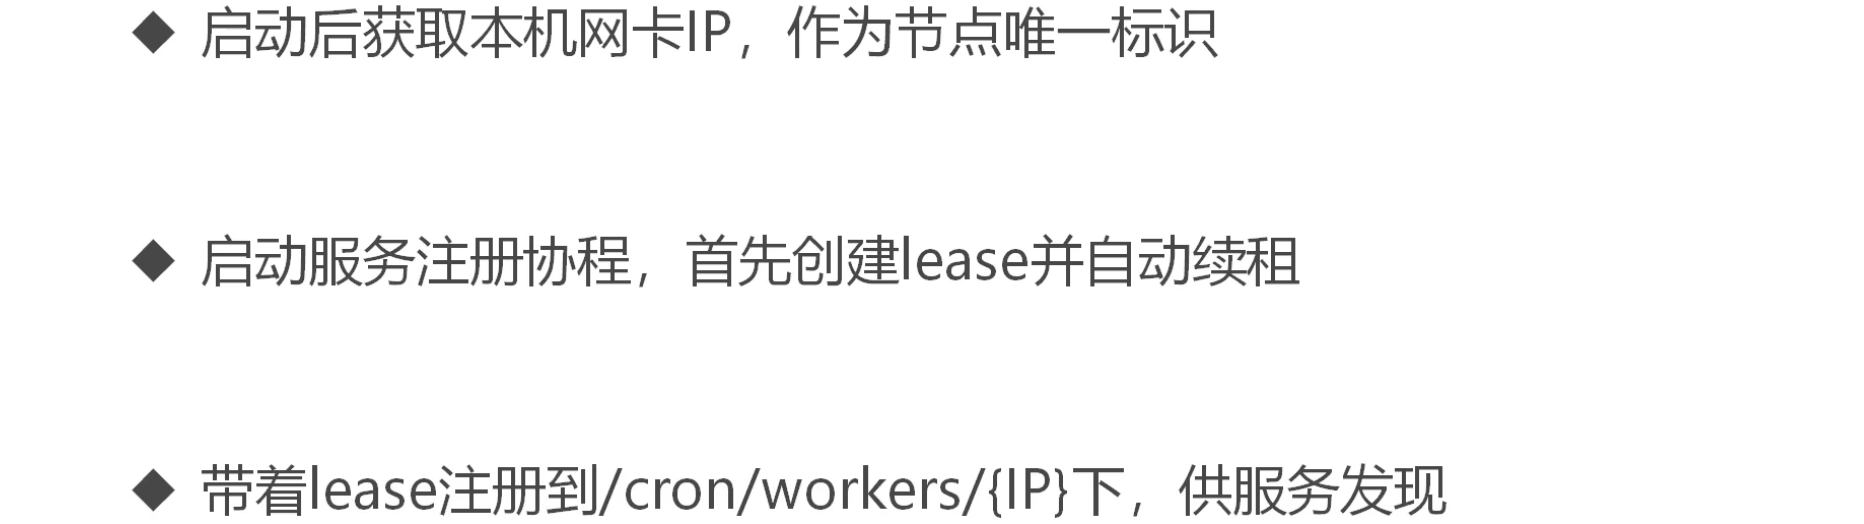 ◆ 启动后获取本机网卡IP，作为节点唯一标识
◆ 启动服务注册协程，首先创建lease并自动续租
◆ 带着lease注册到/cron/workers/{IP}下，供服务发现